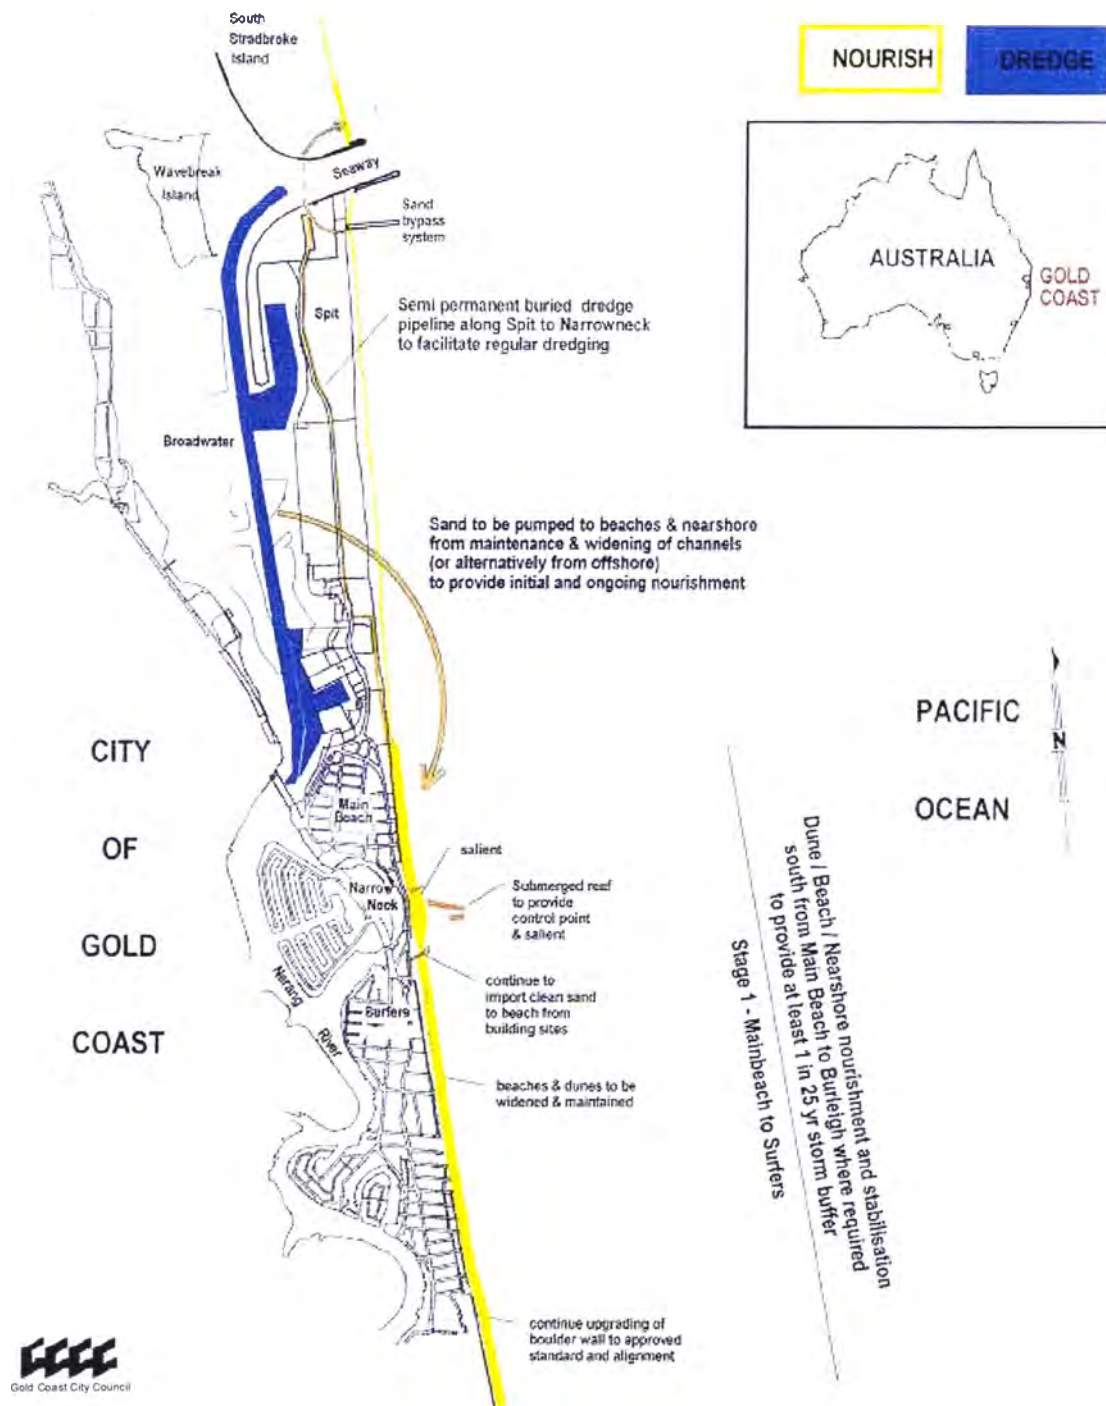 South
Stradbroke
Island
NOURISH
DREDGE
Wavebreak
Island
Seaway
Sand
bypass
system
AUSTRALIA
GOLD
COAST
Spit
Semi permanent buried dredge
pipeline along Spit to Narrowneck
to facilitate regular dredging
Broadwater
Sand to be pumped to beaches & nearshore
from maintenance & widening of channels
(or alternatively from offshore)
to provide initial and ongoing nourishment
PACIFIC
OCEAN
N
CITY
OF
GOLD
COAST
Main
Beach
salient
Narrow
Neck
Submerged reef
to provide
control point
& salient
Nerang
River
continue to
import clean sand
to beach from
building sites
Surfers
beaches & dunes to be
widened & maintained
Dune / Beach / Nearshore nourishment and stabilisation
south from Main Beach to Burleigh where required
to provide at least 1 in 25 yr storm buffer
Stage 1 - Mainbeach to Surfers
continue upgrading of
boulder wall to approved
standard and alignment
Gold Coast City Council